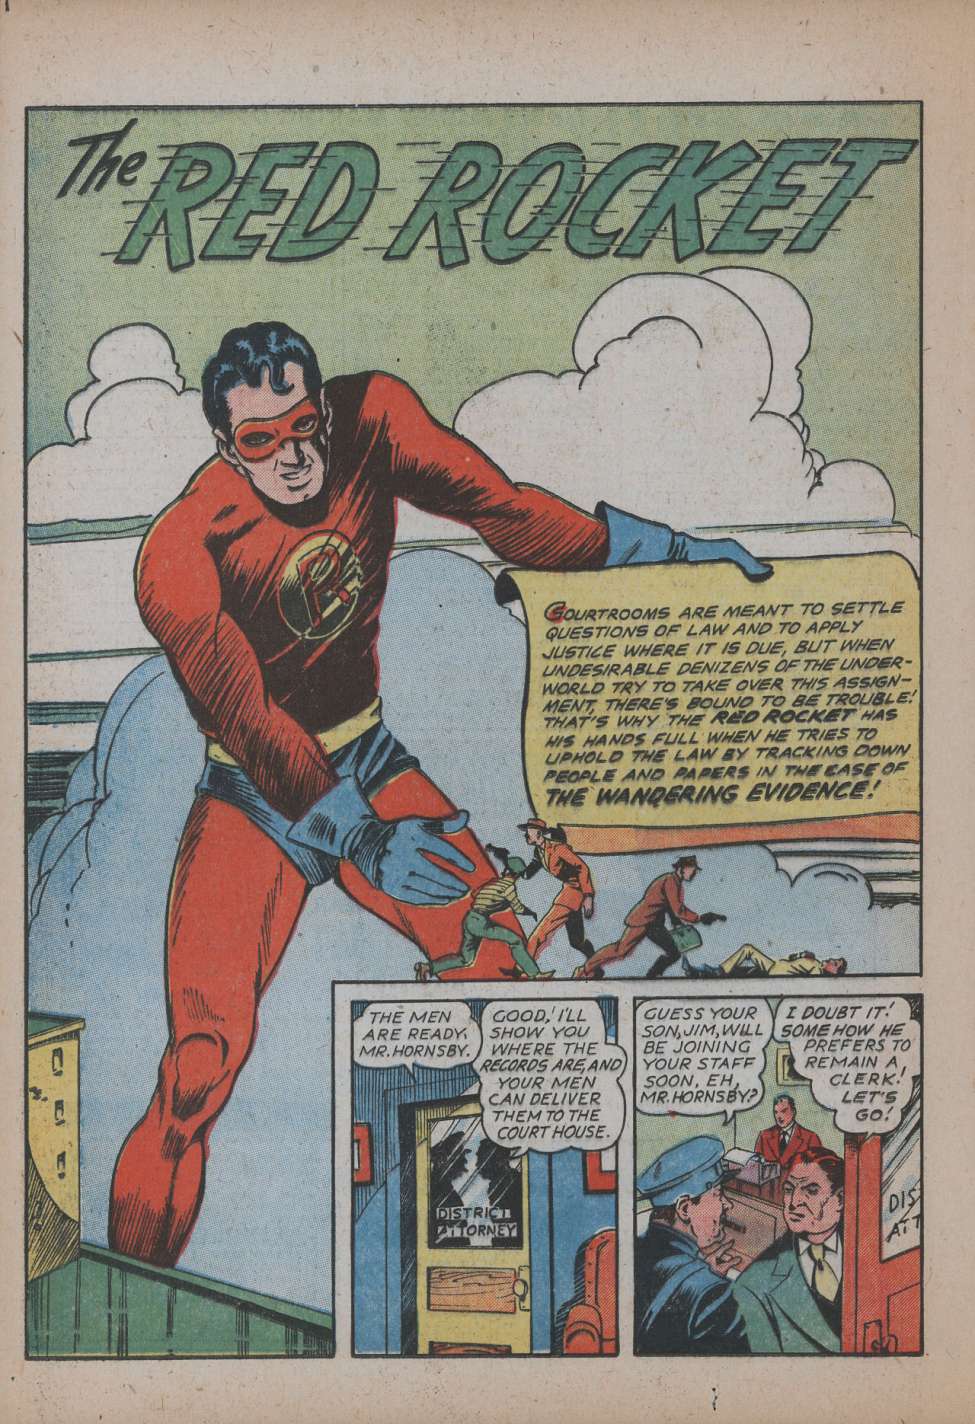 The
RED ROCKET
R
COURTROOMS ARE MEANT TO SETTLE
QUESTIONS OF LAW AND TO APPLY
JUSTICE WHERE IT IS DUE, BUT WHEN
UNDESIRABLE DENIZENS OF THE UNDER-
WORLD TRY TO TAKE OVER THIS ASSIGN-
MENT, THERE'S BOUND TO BE TROUBLE!
THAT'S WHY THE RED ROCKET HAS
HIS HANDS FULL WHEN HE TRIES TO
UPHOLD THE LAW BY TRACKING DOWN
PEOPLE AND PAPERS IN THE CASE OF
THE WANDERING EVIDENCE!
THE MEN
ARE READY,
MR. HORNSBY.
GOOD! I'LL
SHOW YOU
WHERE THE
RECORDS ARE, AND
YOUR MEN
CAN DELIVER
THEM TO THE
COURT HOUSE.
DISTRICT
ATTORNEY
GUESS YOUR
SON, JIM, WILL
BE JOINING
YOUR STAFF
SOON, EH,
MR. HORNSBY?
I DOUBT IT!
SOME HOW HE
PREFERS TO
REMAIN A
CLERK!
LET'S
GO!
DIS
ATT